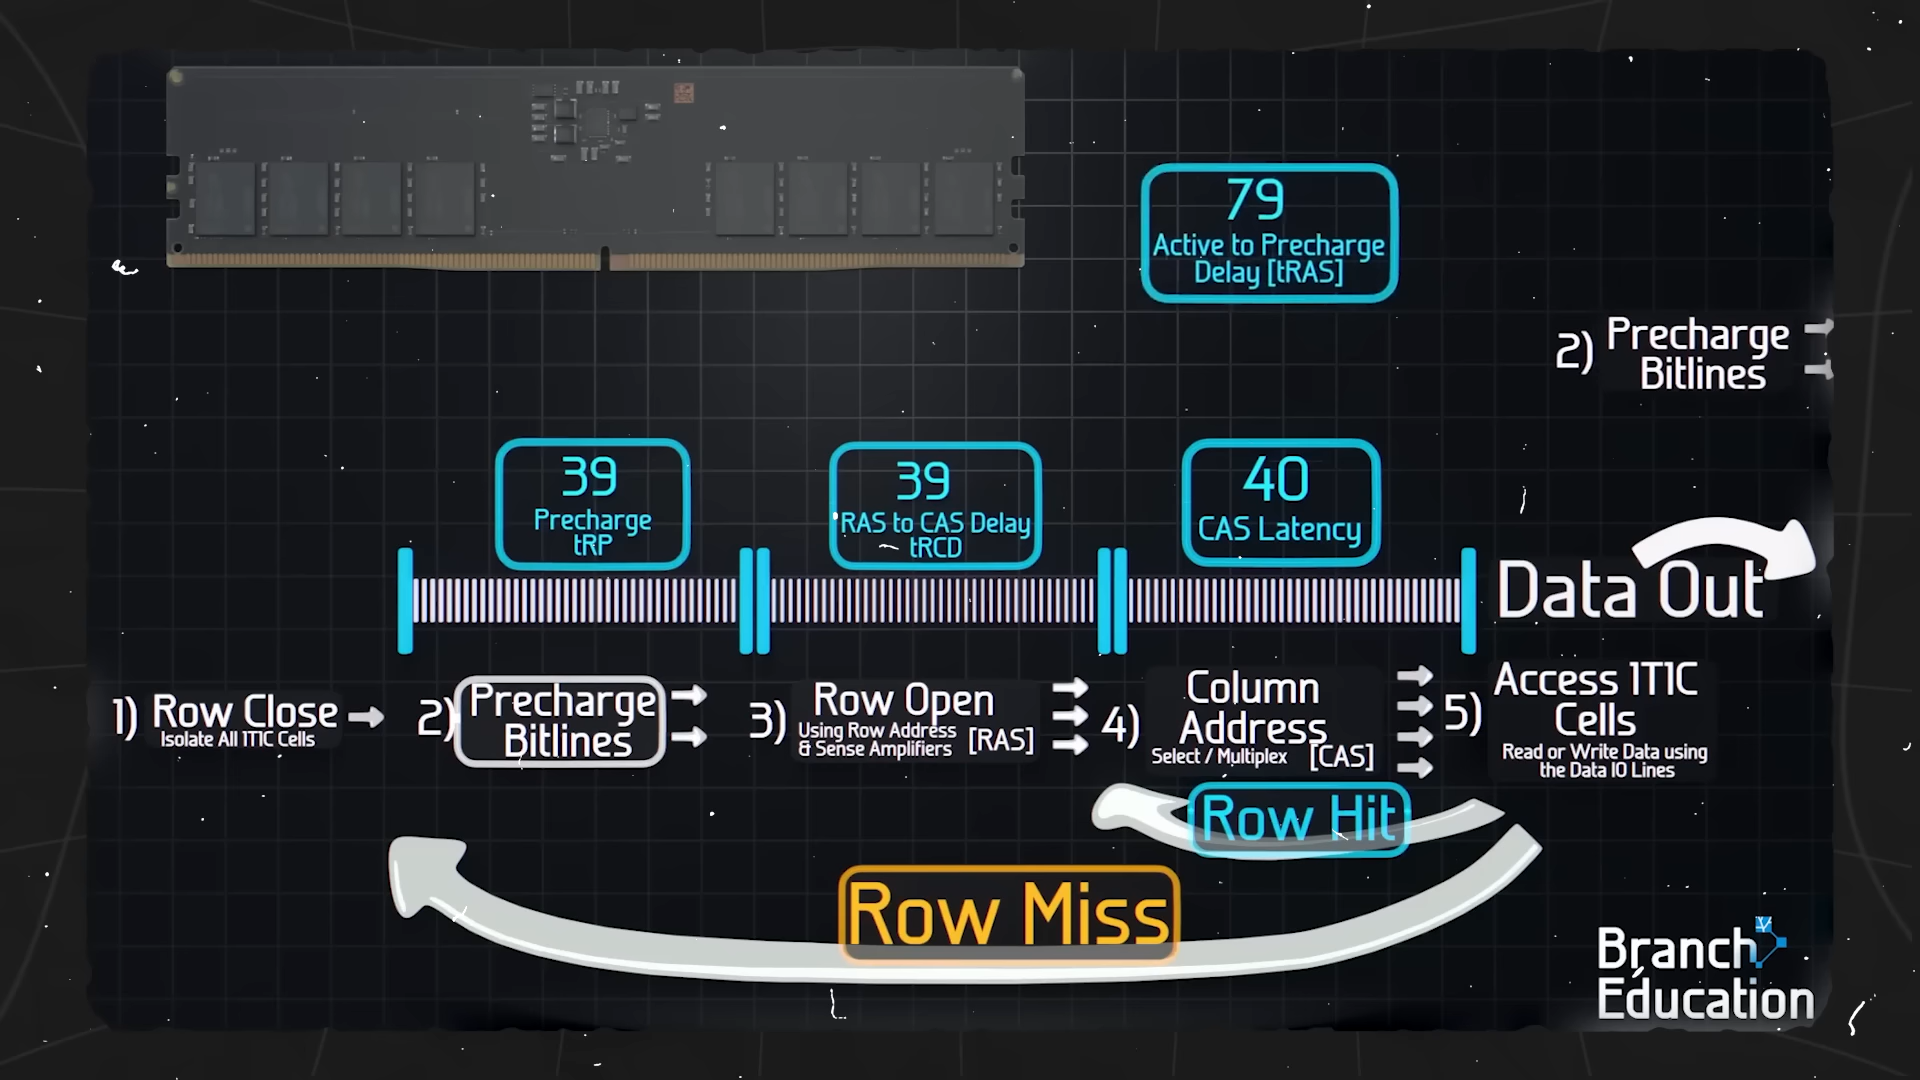 79
Active to Precharge
Delay [tRAS]
2) Precharge
Bitlines
39
Precharge
tRP
39
RAS to CAS Delay
tRCD
40
CAS Latency
Data Out
1) Row Close
Isolate All 1T1C Cells
2) Precharge
Bitlines
3) Row Open
Using Row Address
& Sense Amplifiers [RAS]
4) Column
Address
Select / Multiplex [CAS]
5) Access 1T1C
Cells
Read or Write Data using
the Data IO Lines
Row Hit
Row Miss
Branch
Education